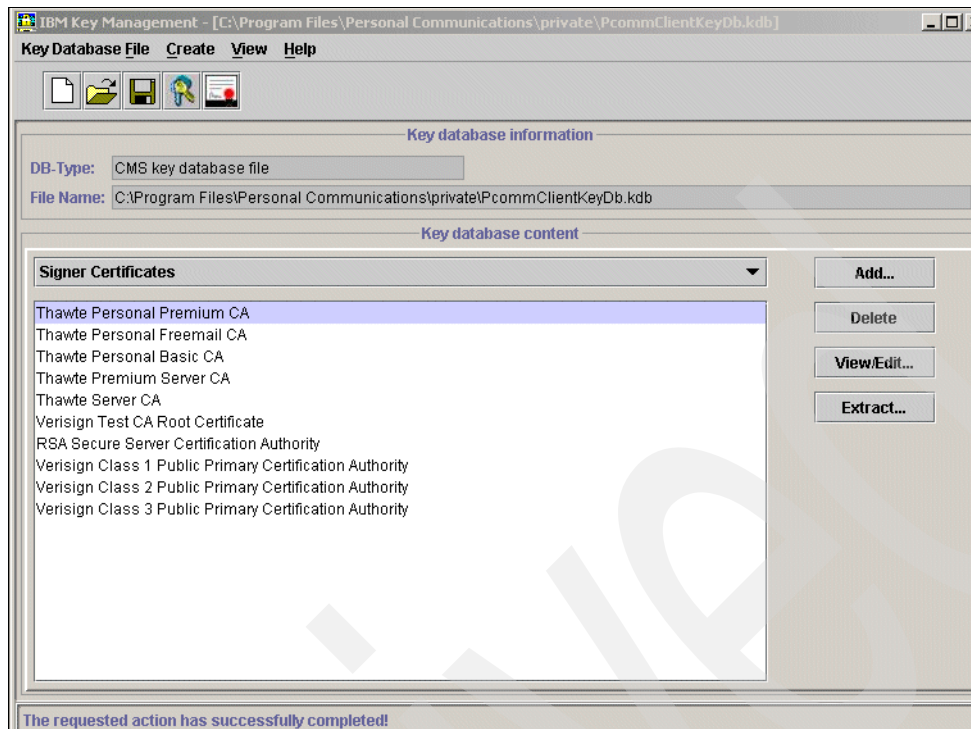 IBM Key Management - [C:\Program Files\Personal Communications\private\PcommClientKeyDb.kdb]
Key Database File Create View Help
Key database information
DB-Type: CMS key database file
File Name: C:\Program Files\Personal Communications\private\PcommClientKeyDb.kdb
Key database content
Signer Certificates
Add...
Thawte Personal Premium CA
Delete
Thawte Personal Freemail CA
Thawte Personal Basic CA
View/Edit...
Thawte Premium Server CA
Thawte Server CA
Extract...
Verisign Test CA Root Certificate
RSA Secure Server Certification Authority
Verisign Class 1 Public Primary Certification Authority
Verisign Class 2 Public Primary Certification Authority
Verisign Class 3 Public Primary Certification Authority
The requested action has successfully completed!